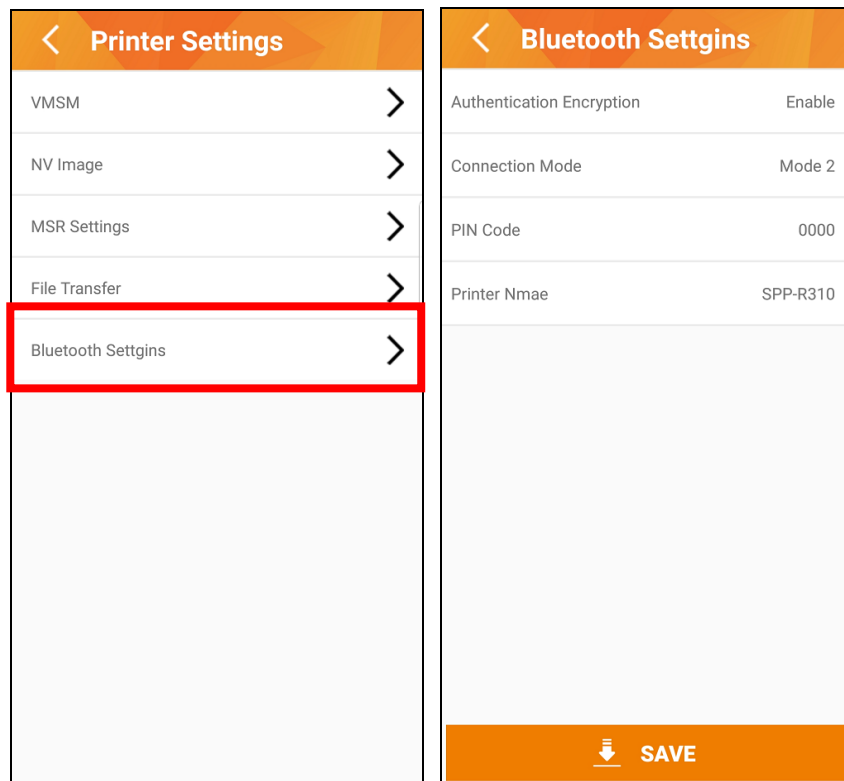 Printer Settings
VMSM
NV Image
MSR Settings
File Transfer
Bluetooth Settgins
Bluetooth Settgins
Authentication Encryption Enable
Connection Mode Mode 2
PIN Code 0000
Printer Nmae SPP-R310
SAVE